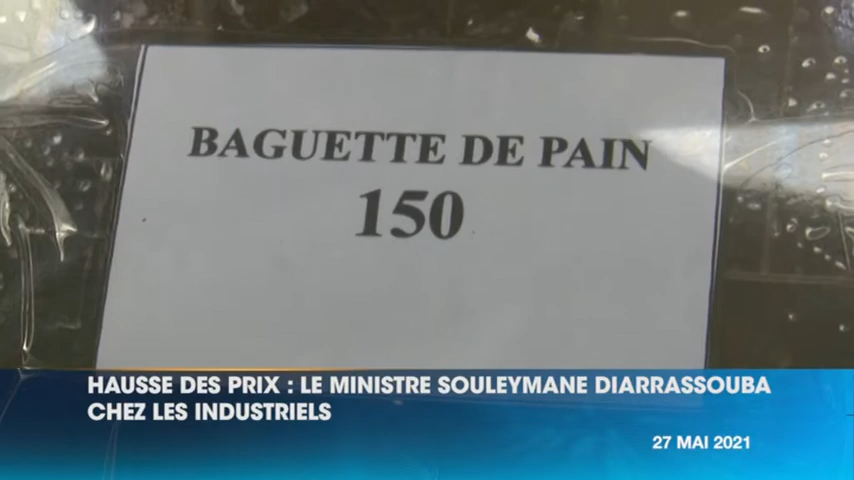 BAGUETTE DE PAIN
150
HAUSSE DES PRIX : LE MINISTRE SOULEYMANE DIARRASSOUBA
CHEZ LES INDUSTRIELS
27 MAI 2021